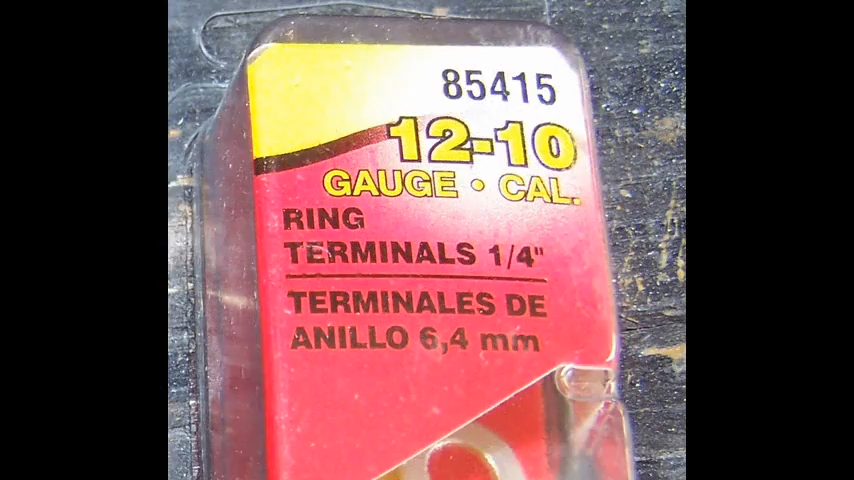 85415
12-10
GAUGE • CAL.
RING
TERMINALS 1/4"
TERMINALES DE
ANILLO 6,4 mm